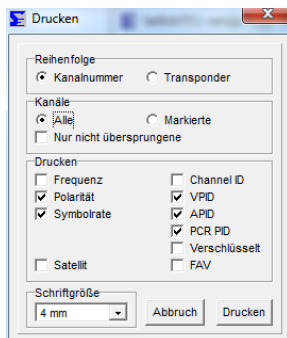 Drucken
Reihenfolge
Kanalnummer Transponder
Kanäle
Alle Markierte
Nur nicht übersprungene
Drucken
Frequenz Channel ID
Polarität VPID
Symbolrate APID
PCR PID
Verschlüsselt
Satellit FAV
Schriftgröße
4 mm Abbruch Drucken